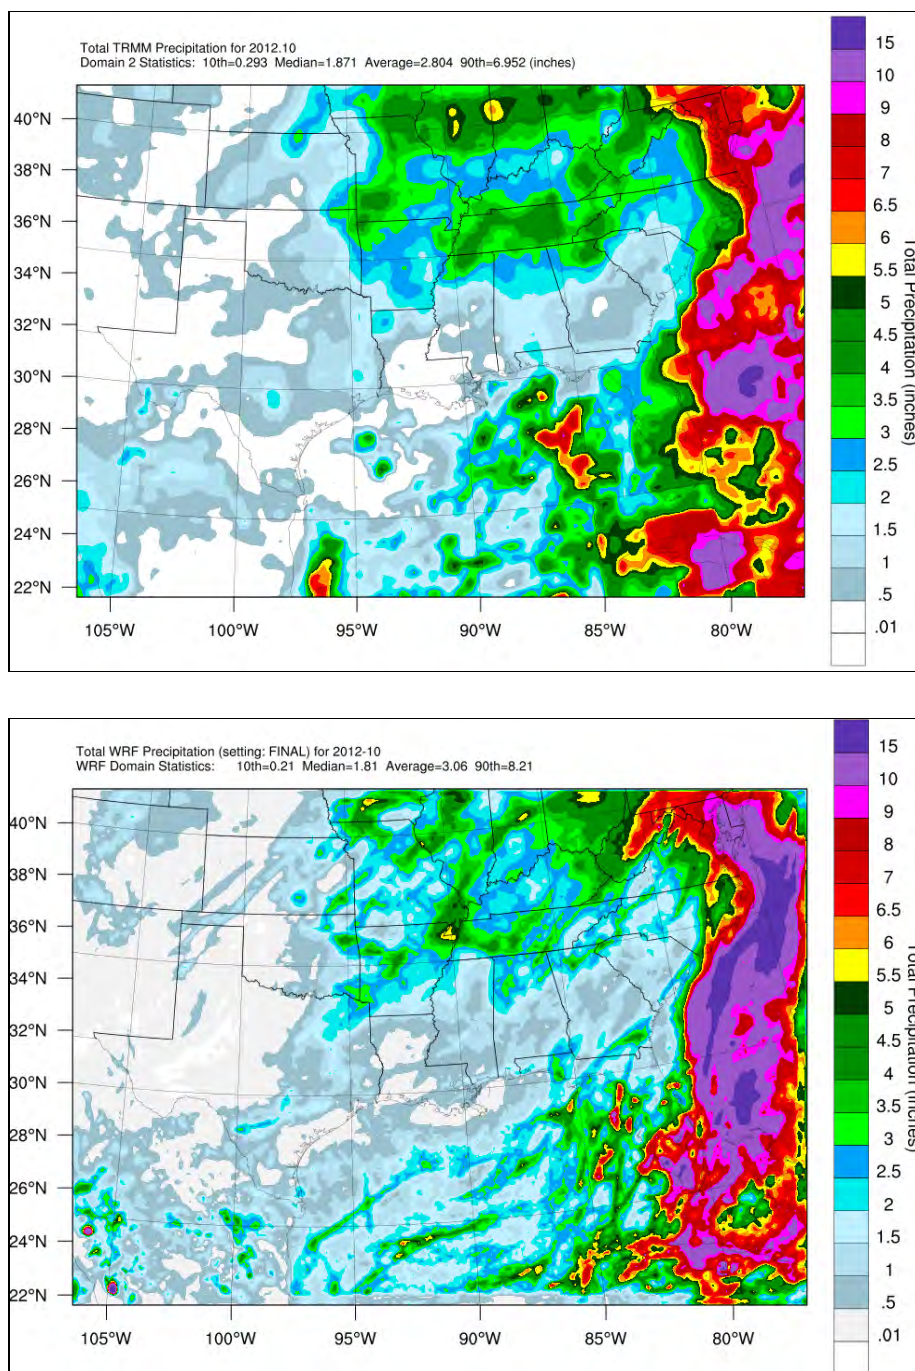 Total TRMM Precipitation for 2012.10
Domain 2 Statistics: 10th=0.293 Median=1.871 Average=2.804 90th=6.952 (inches)
40°N
38°N
36°N
34°N
32°N
30°N
28°N
26°N
24°N
22°N
105°W 100°W 95°W 90°W 85°W 80°W
15
10
9
8
7
6.5
6
5.5
5
4.5
4
3.5
3
2.5
2
1.5
1
.5
.01
Total Precipitation (inches)
Total WRF Precipitation (setting: FINAL) for 2012-10
WRF Domain Statistics: 10th=0.21 Median=1.81 Average=3.06 90th=8.21
40°N
38°N
36°N
34°N
32°N
30°N
28°N
26°N
24°N
22°N
105°W 100°W 95°W 90°W 85°W 80°W
15
10
9
8
7
6.5
6
5.5
5
4.5
4
3.5
3
2.5
2
1.5
1
.5
.01
Total Precipitation (inches)